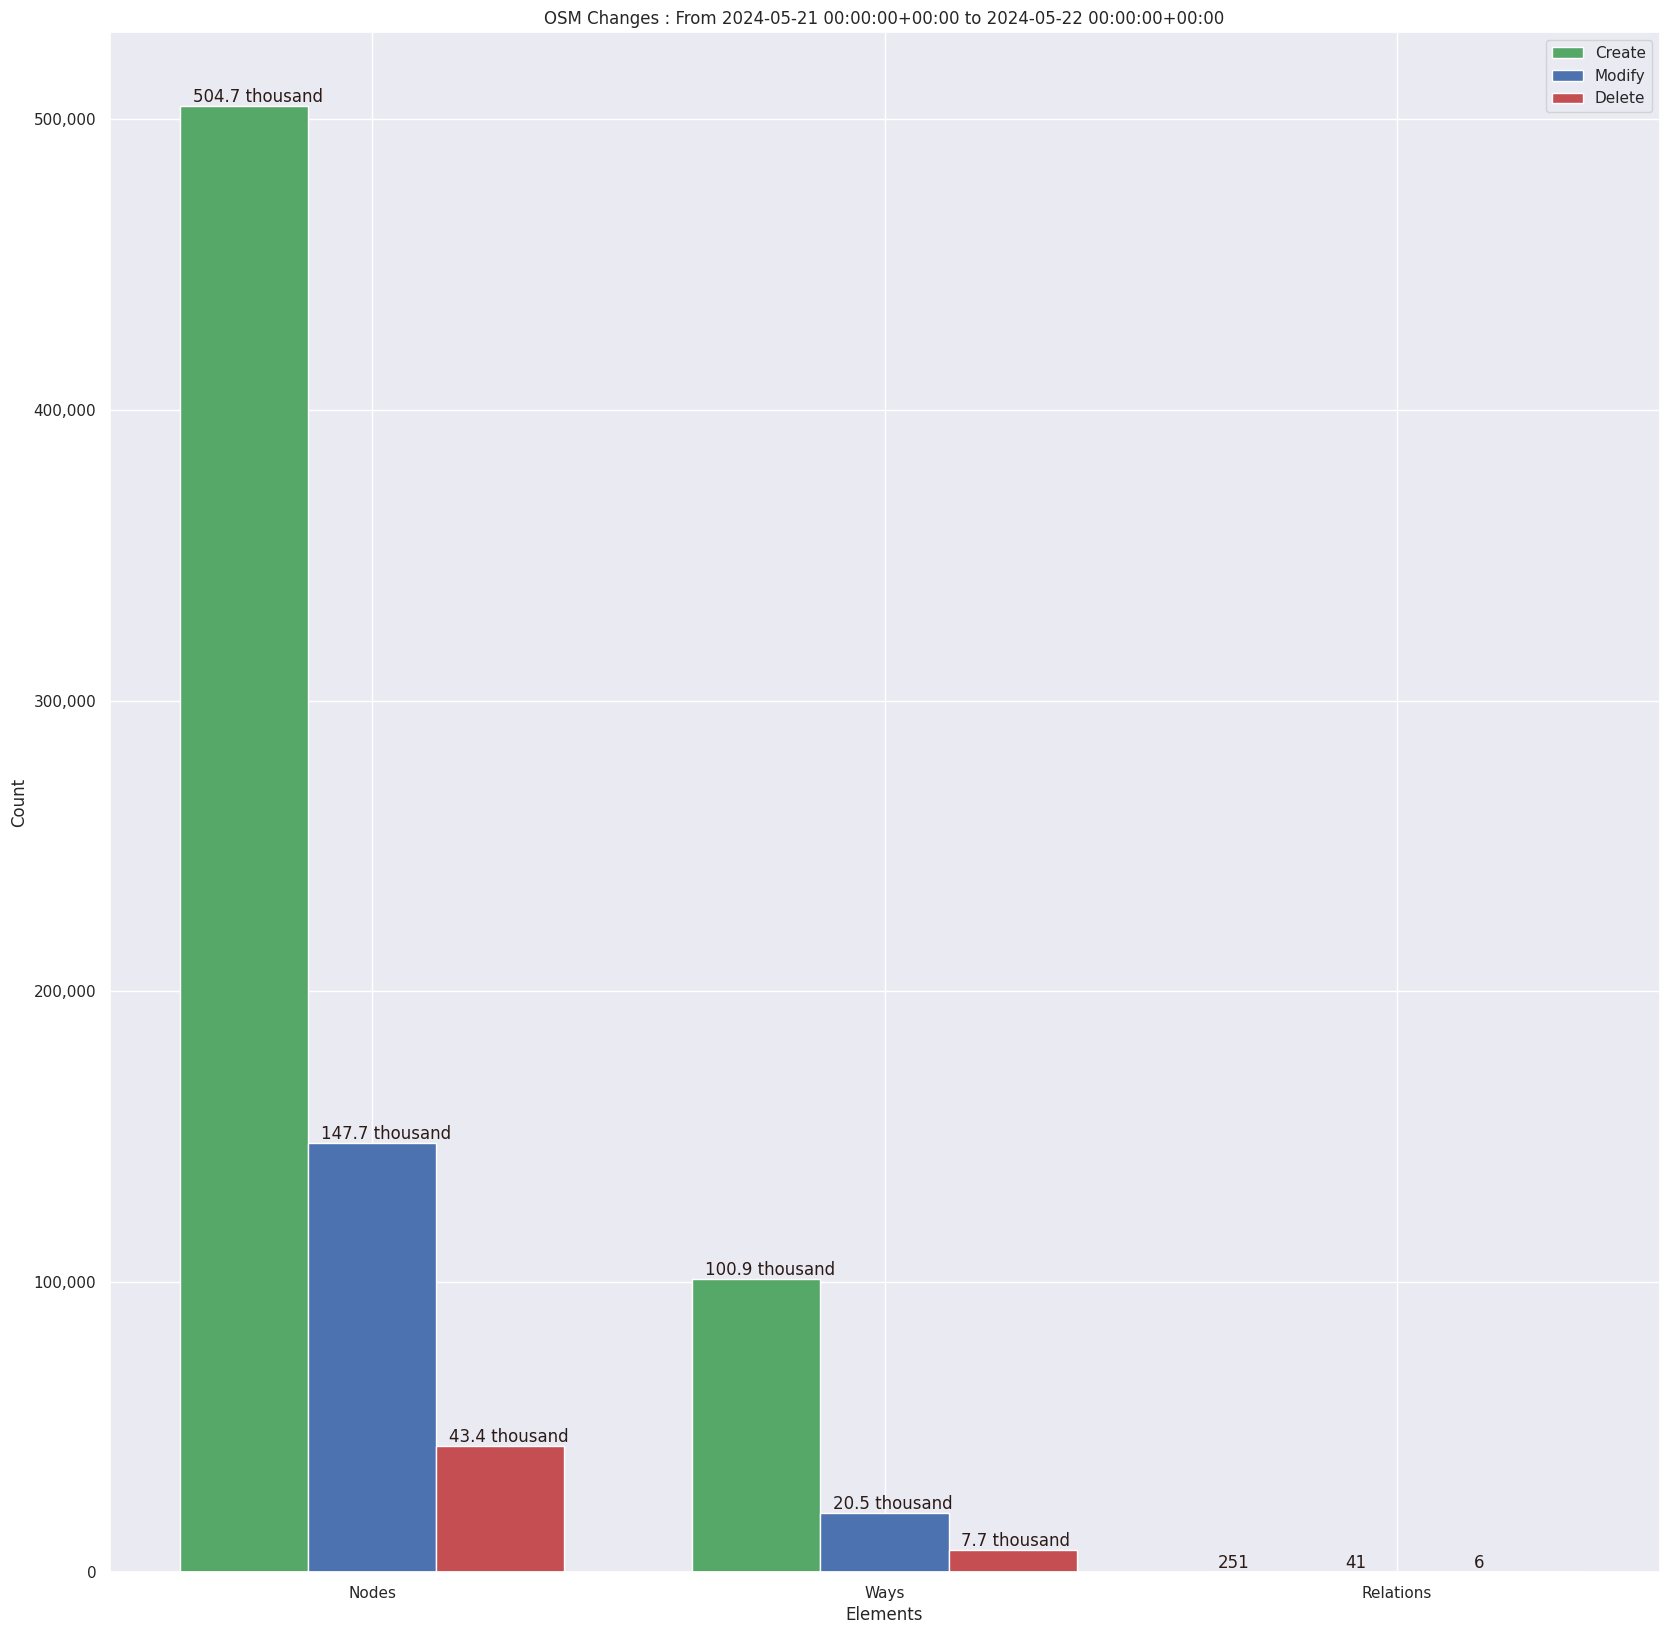 OSM Changes : From 2024-05-21 00:00:00+00:00 to 2024-05-22 00:00:00+00:00
Create
Modify
Delete
504.7 thousand
500,000
400,000
300,000
Count
200,000
147.7 thousand
100.9 thousand
100,000
43.4 thousand
20.5 thousand
7.7 thousand
251 41 6
0
Nodes Ways Relations
Elements